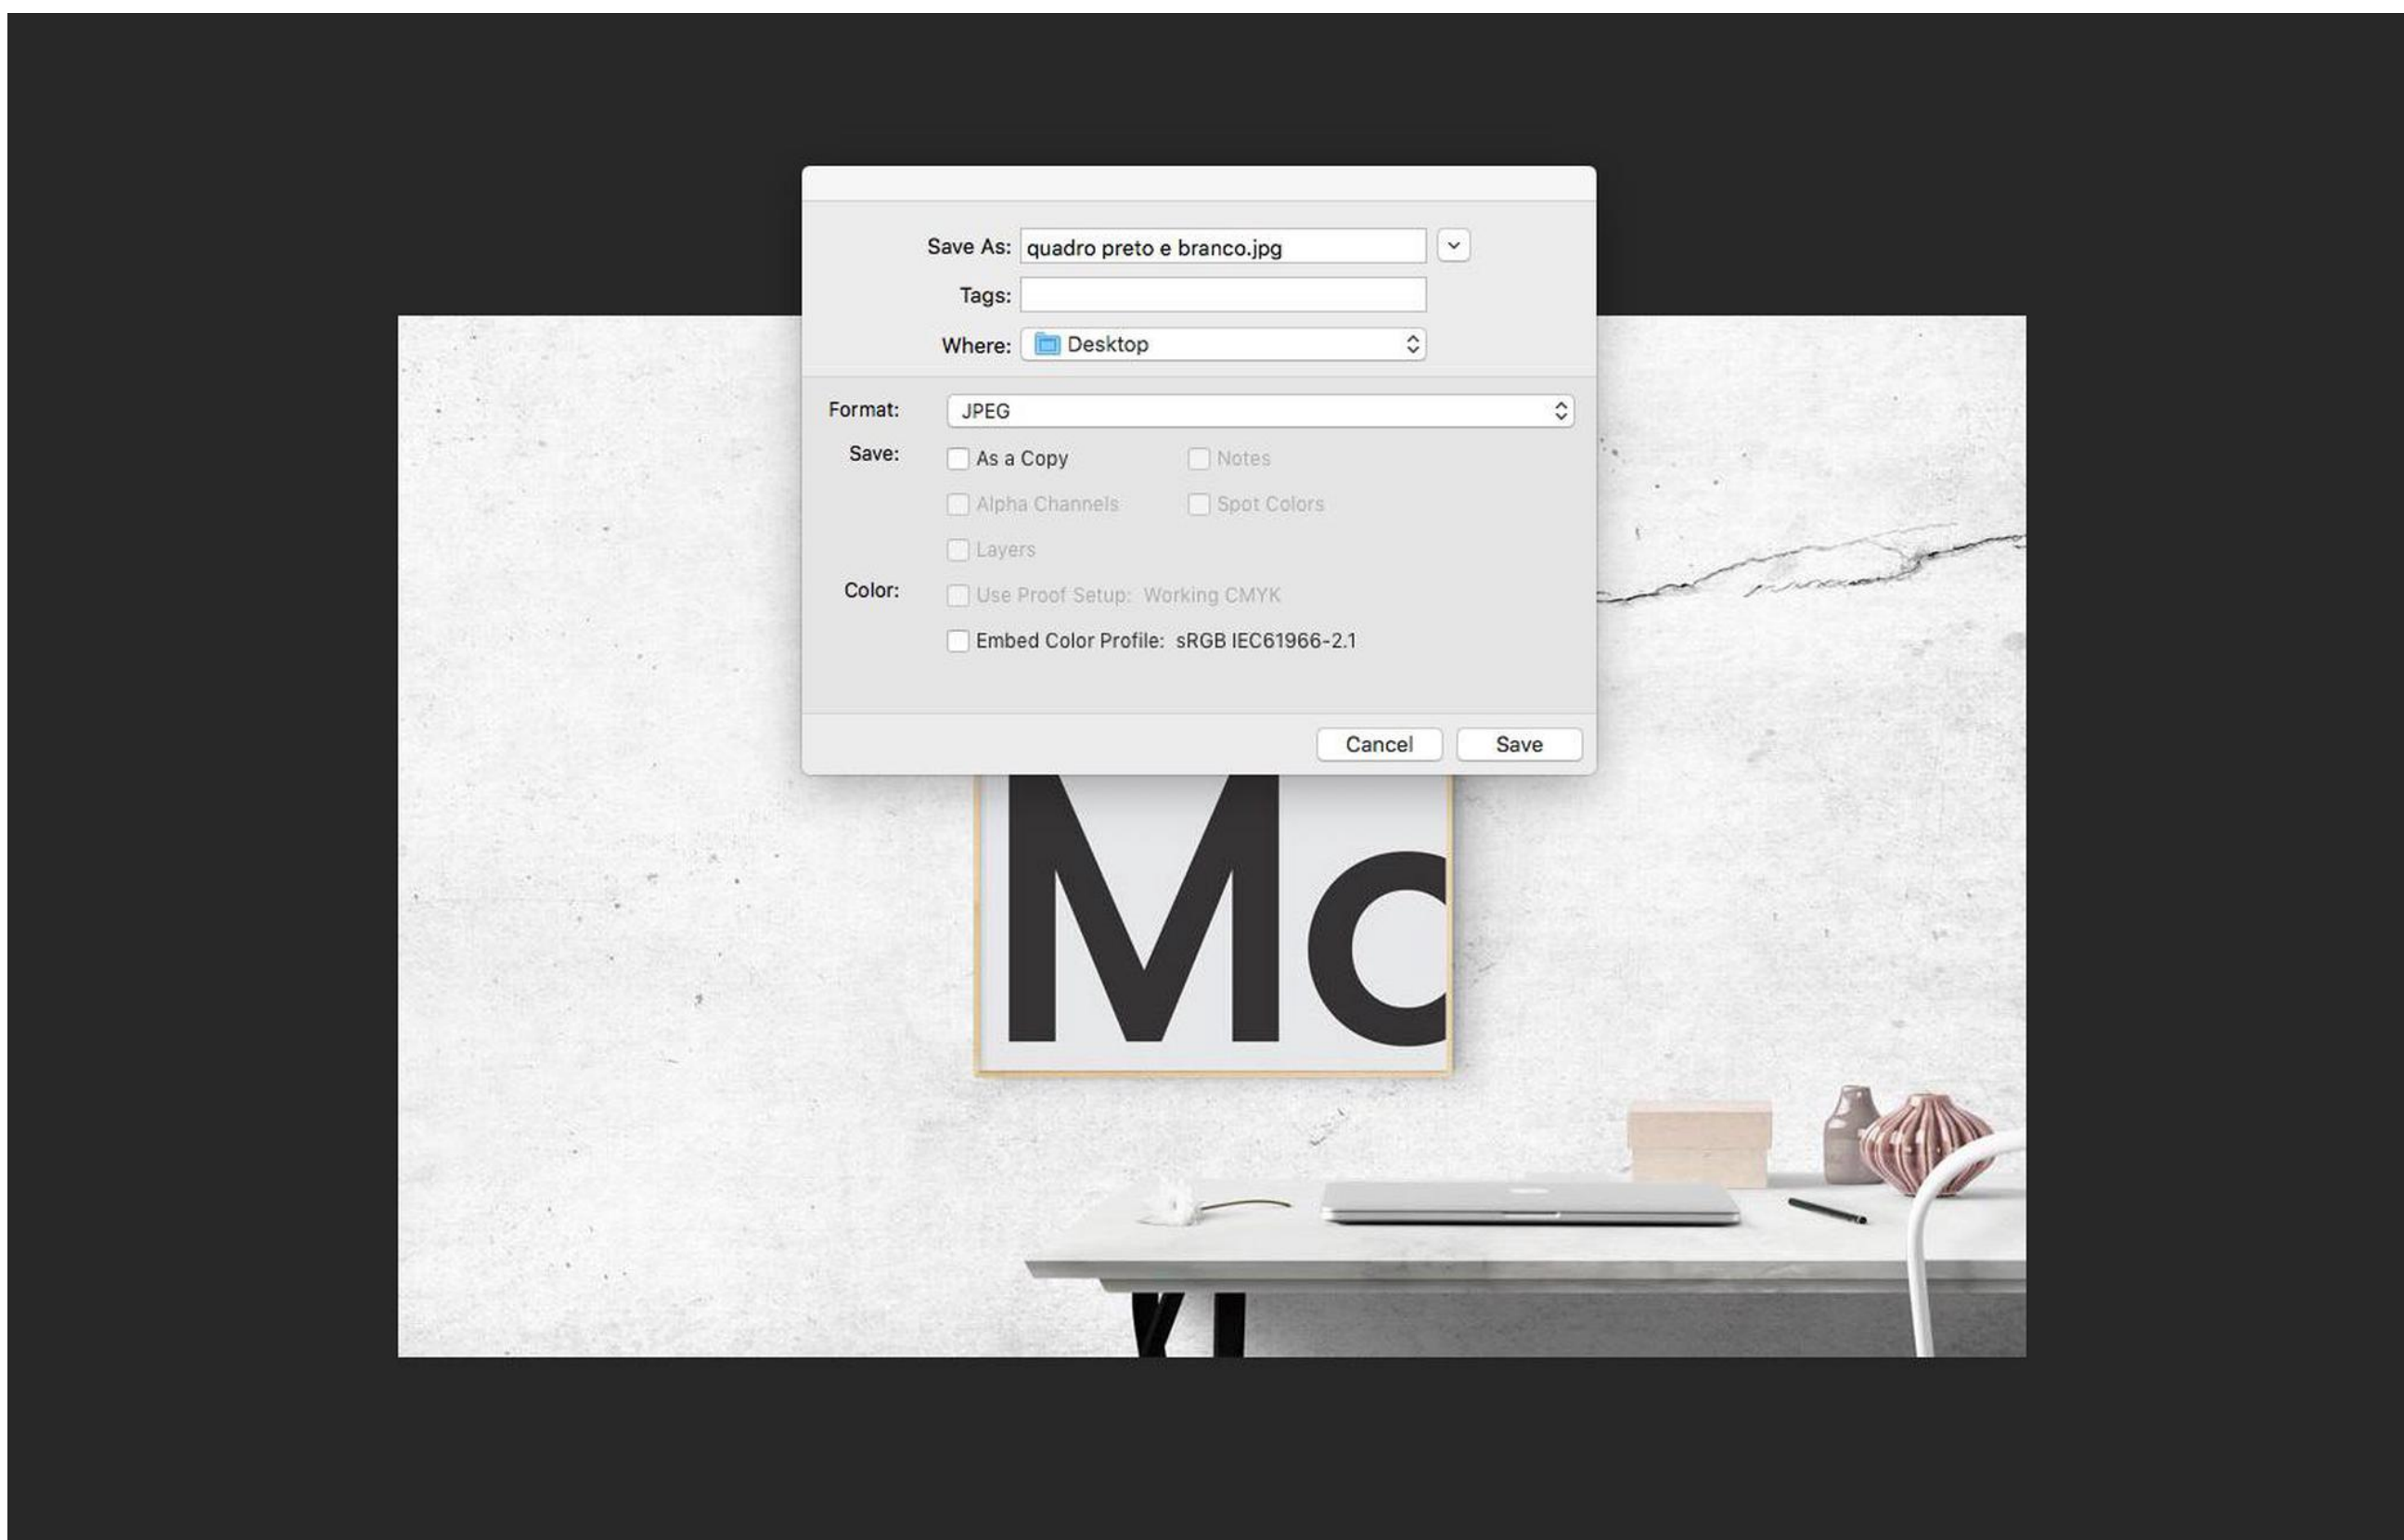 Save As: quadro preto e branco.jpg
Tags:
Where: Desktop
Format: JPEG
Save: As a Copy Notes
Alpha Channels Spot Colors
Layers
Color: Use Proof Setup: Working CMYK
Embed Color Profile: sRGB IEC61966-2.1
Cancel Save
Mc